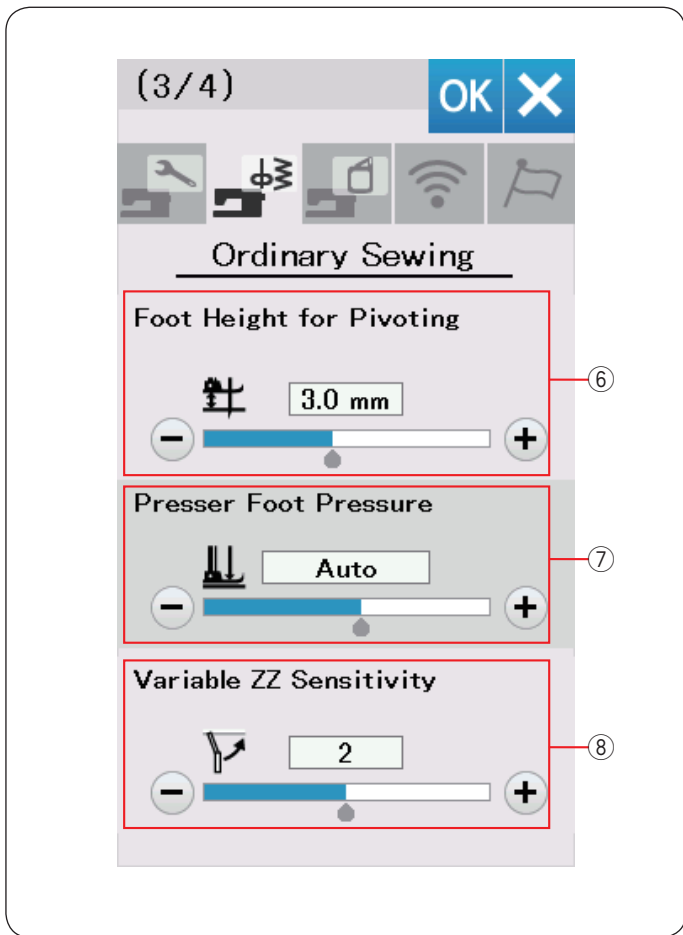 (3/4)
OK
Ordinary Sewing
Foot Height for Pivoting
3.0 mm
⑥
Presser Foot Pressure
Auto
⑦
Variable ZZ Sensitivity
2
⑧